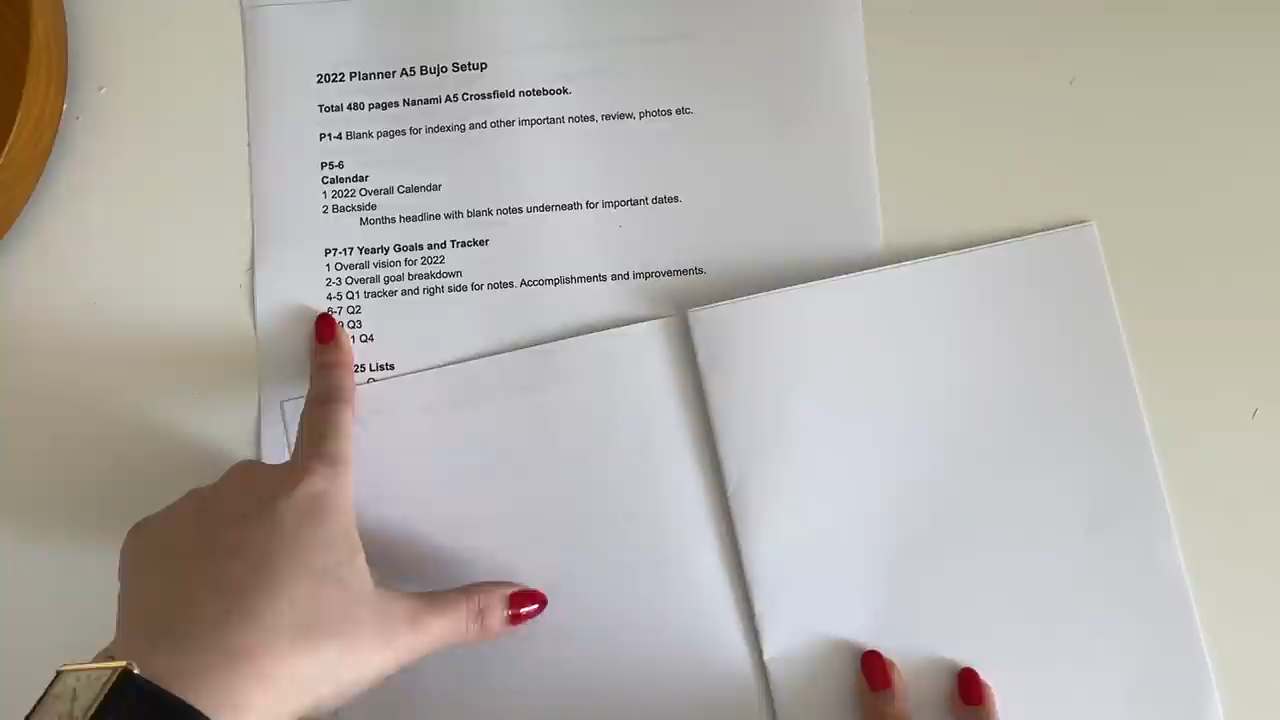 2022 Planner A5 Bujo Setup
Total 480 pages Nanami A5 Crossfield notebook.
P1-4 Blank pages for indexing and other important notes, review, photos etc.
P5-6
Calendar
1 2022 Overall Calendar
2 Backside
Months headline with blank notes underneath for important dates.
P7-17 Yearly Goals and Tracker
1 Overall vision for 2022
2-3 Overall goal breakdown
4-5 Q1 tracker and right side for notes. Accomplishments and improvements.
6-7 Q2
9 Q3
1 Q4
25 Lists